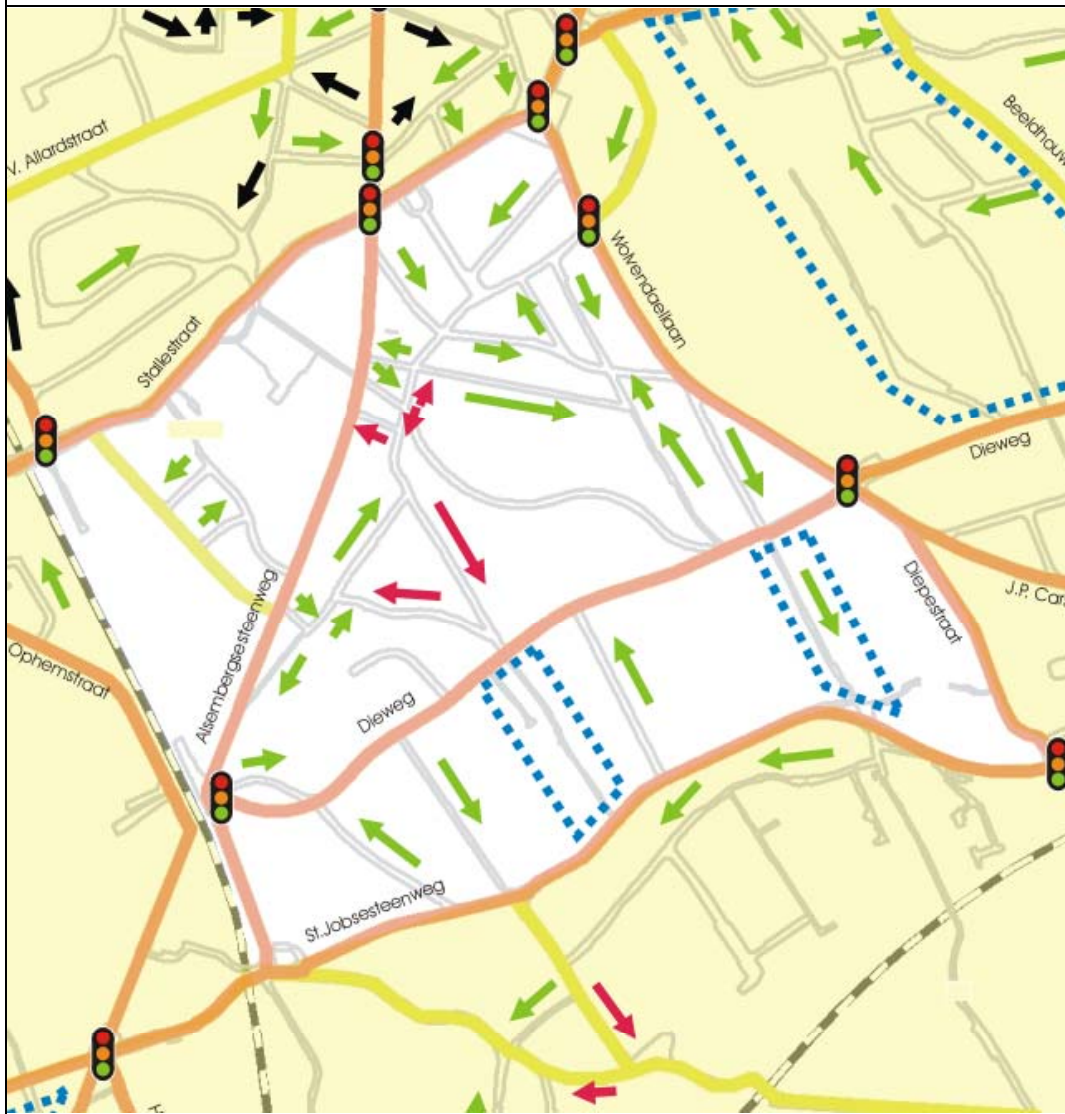 V. Allardstraat
Beeldhouw
Wolvendaellaan
Stallestraat
Dieweg
J.P. Car
Diepestraat
Ophemstraat
Alsembergsesteenweg
Dieweg
St.Jobsesteenweg